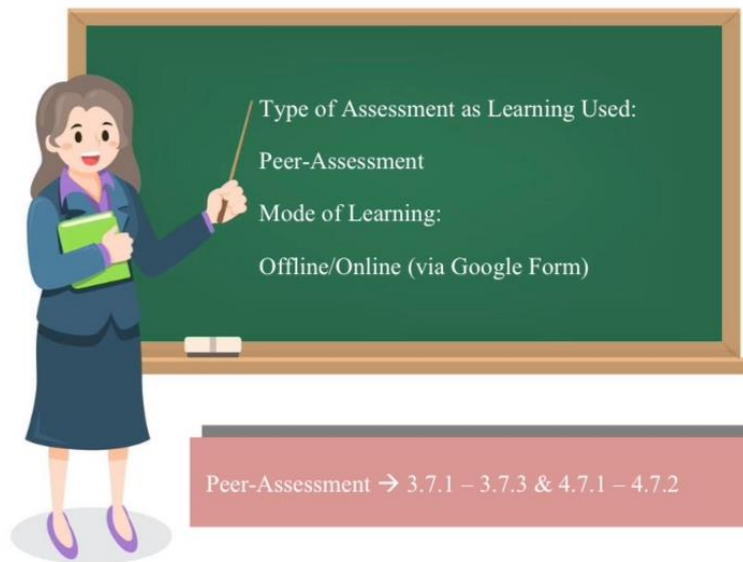 Type of Assessment as Learning Used:
Peer-Assessment
Mode of Learning:
Offline/Online (via Google Form)
Peer-Assessment → 3.7.1 – 3.7.3 & 4.7.1 – 4.7.2